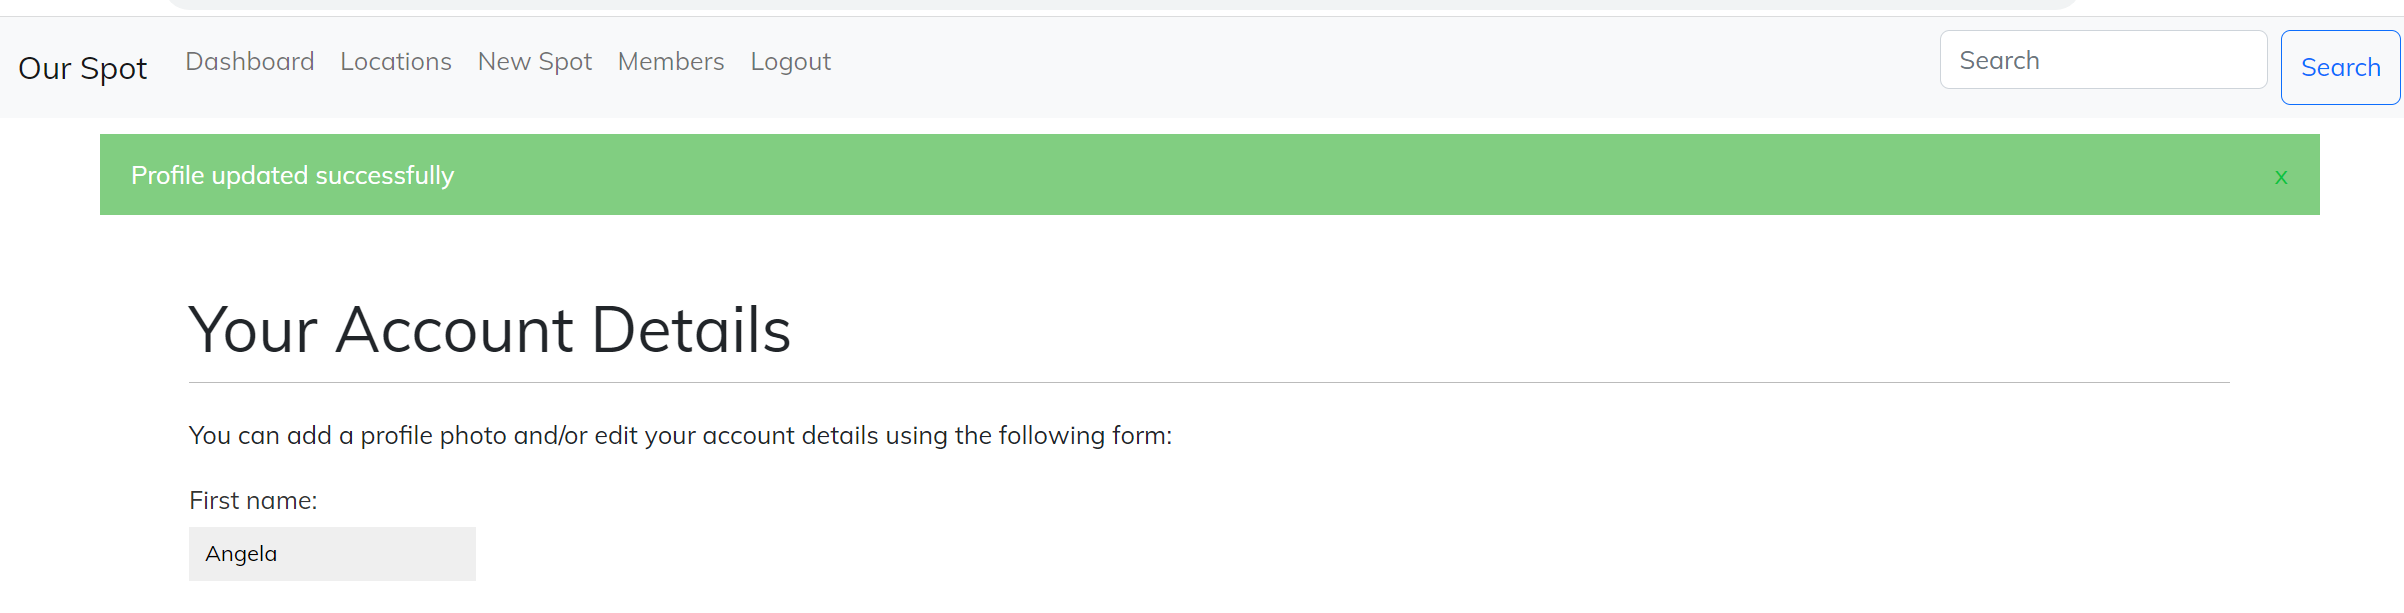 Our Spot Dashboard Locations New Spot Members Logout Search Search
Profile updated successfully x
Your Account Details
You can add a profile photo and/or edit your account details using the following form:
First name:
Angela